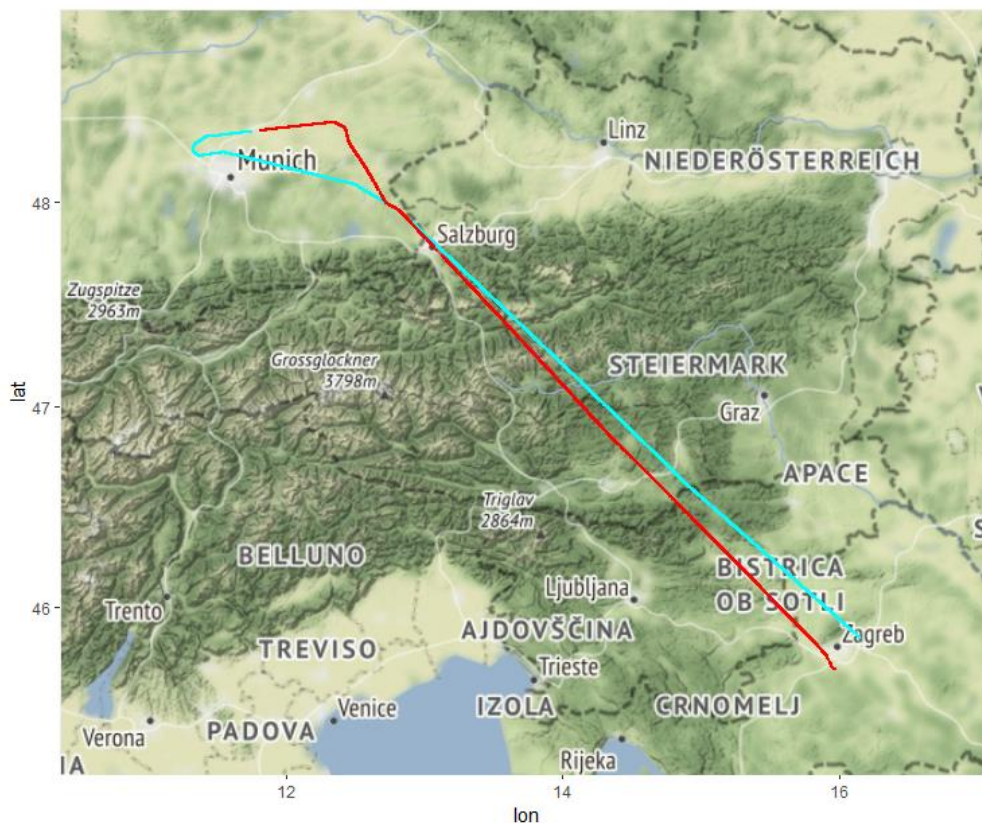 Linz
NIEDERÖSTERREICH
Munich
48
Salzburg
Zugspitze
2963m
Grossglockner
3798m
STEIERMARK
47
Graz
lat
APACE
Triglav
2864m
S
BELLUNO
BISTRICA
OB SOTLI
Ljubljana
46
Trento
AJDOVŠČINA
Zagreb
TREVISO
Trieste
IZOLA
CRNOMELJ
Venice
PADOVA
Verona
Rijeka
IA
12
14
16
lon